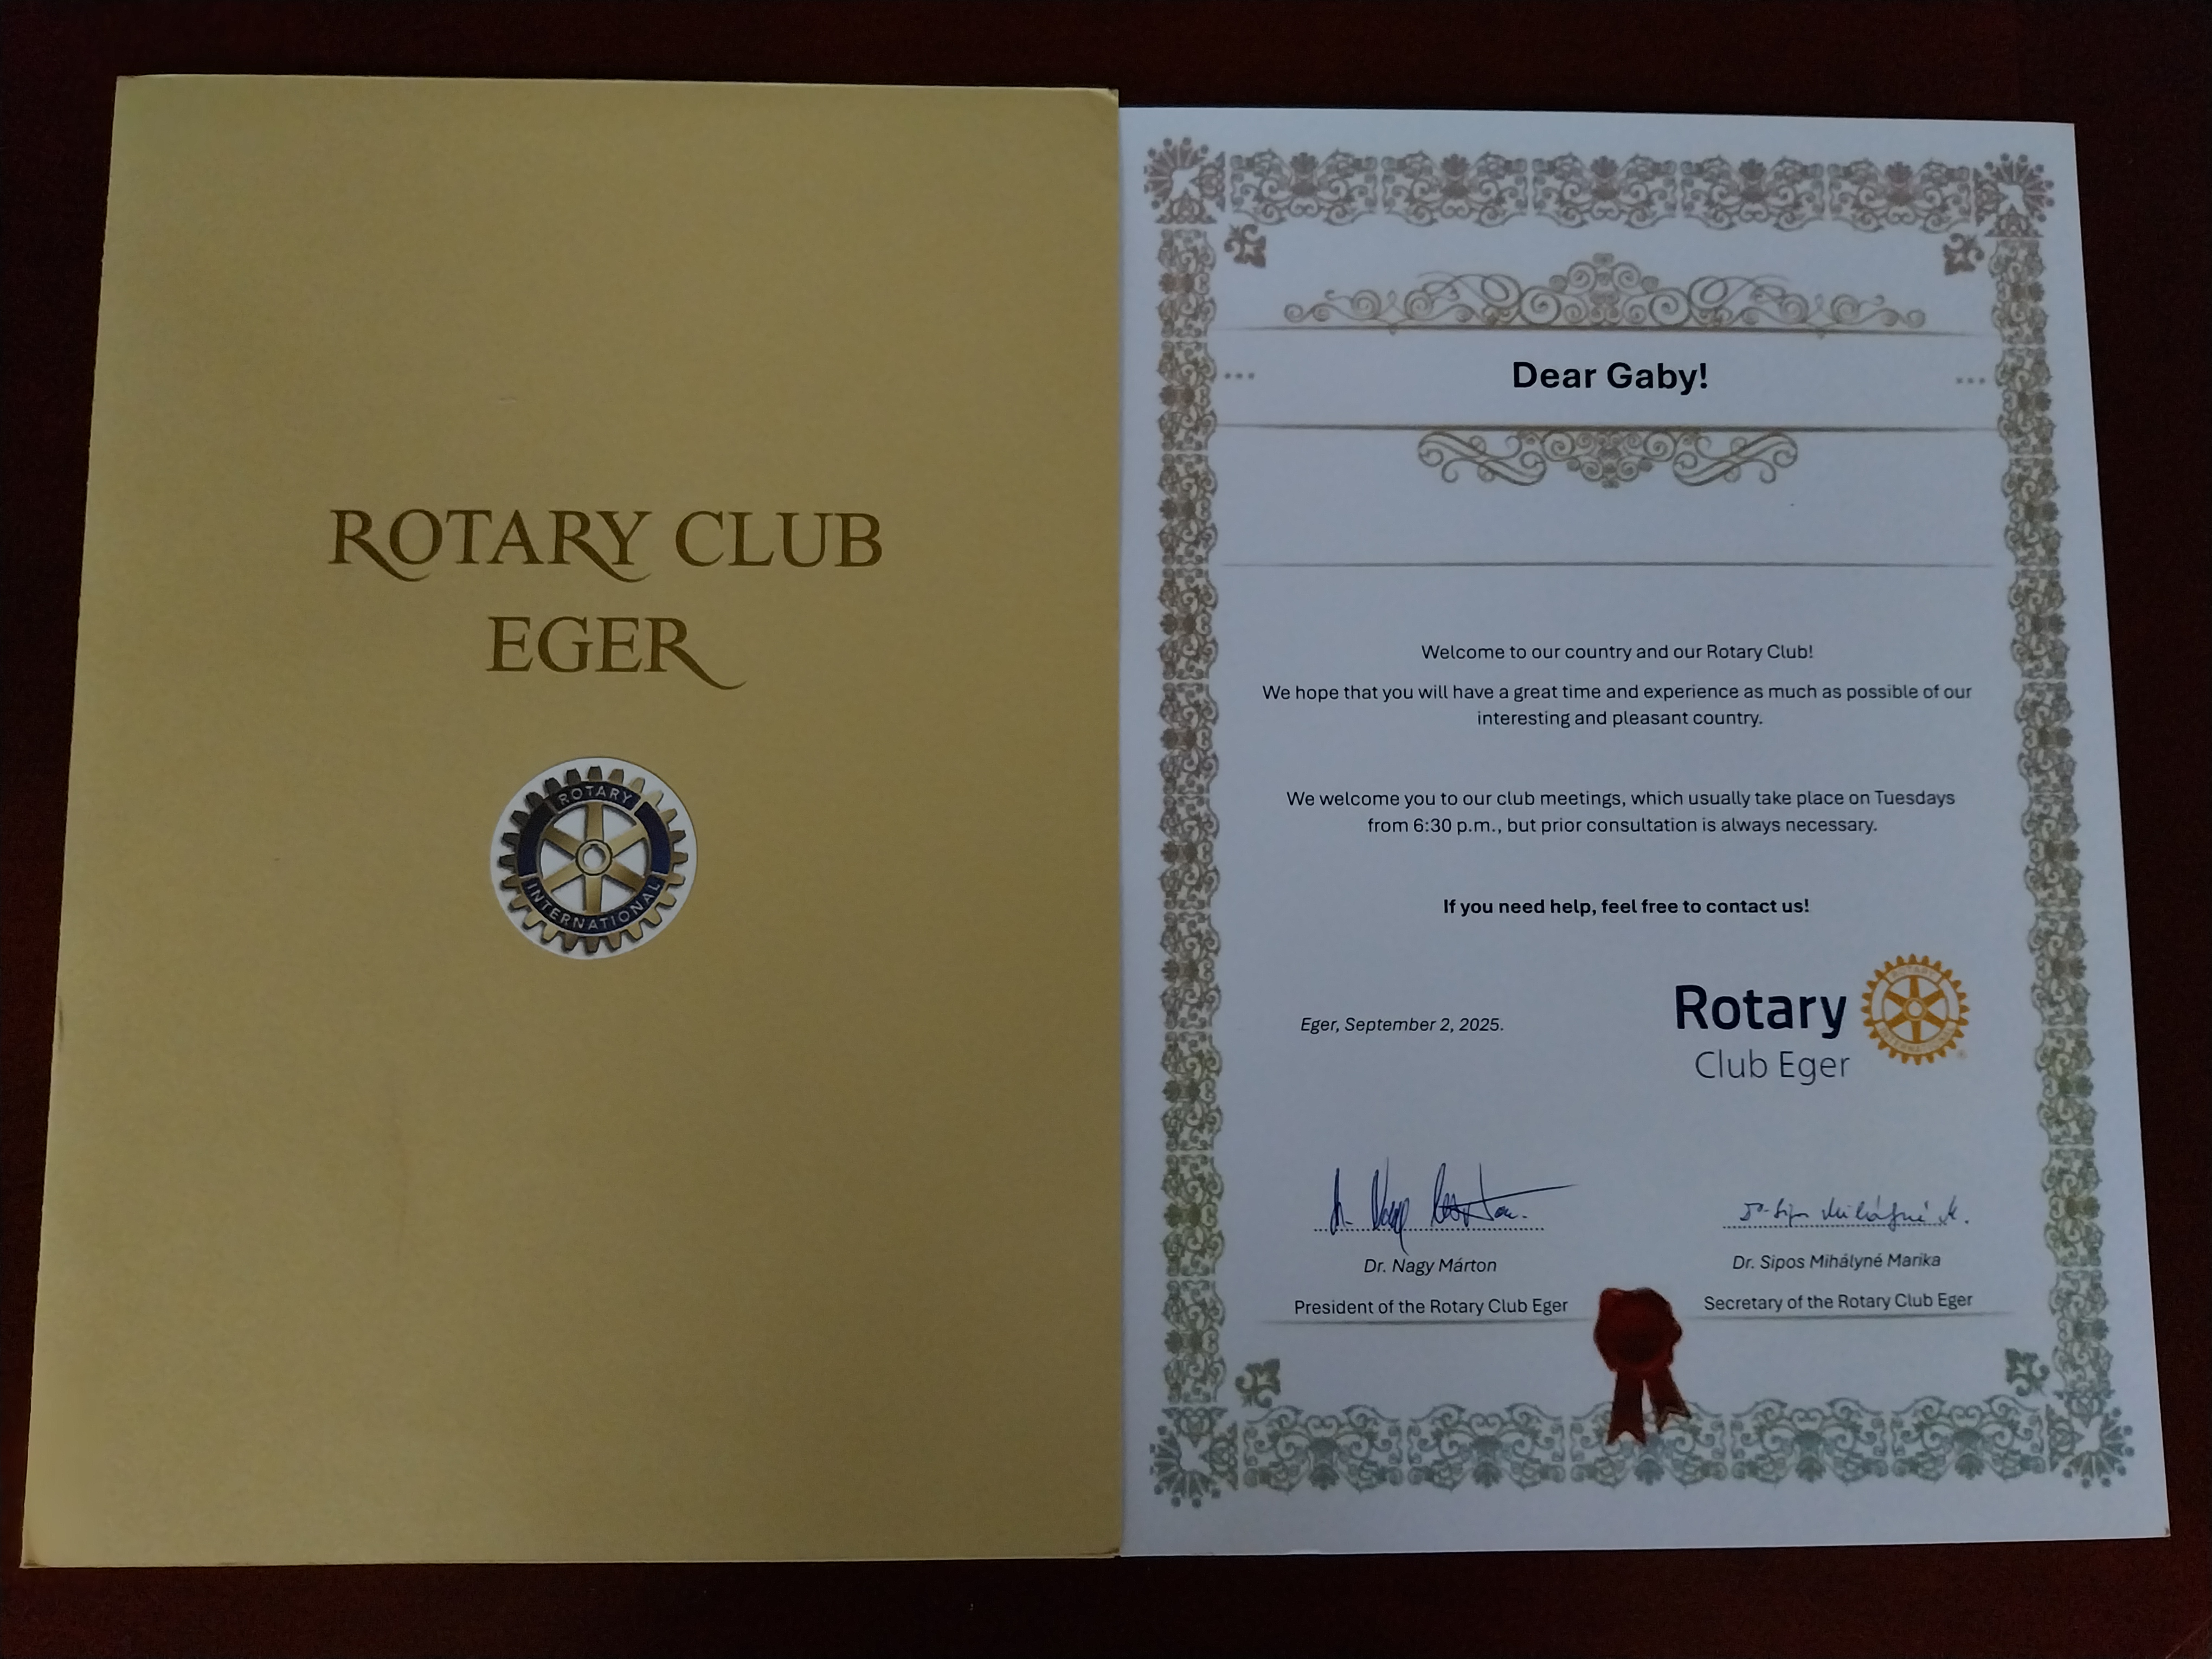 ROTARY CLUB
EGER
ROTARY
INTERNATIONAL
Dear Gaby!
Welcome to our country and our Rotary Club!
We hope that you will have a great time and experience as much as possible of our
interesting and pleasant country.
We welcome you to our club meetings, which usually take place on Tuesdays
from 6:30 p.m., but prior consultation is always necessary.
If you need help, feel free to contact us!
Eger, September 2, 2025.
Rotary
Club Eger
ROTARY
INTERNATIONAL
Dr. Nagy Márton
President of the Rotary Club Eger
Dr. Sipos Mihályné Marika
Secretary of the Rotary Club Eger